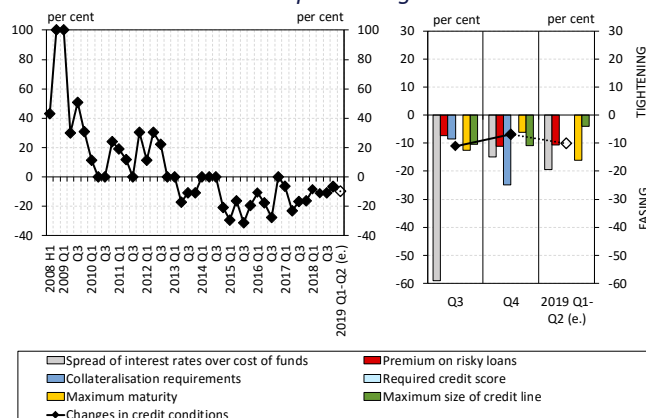 per cent
per cent
per cent
per cent
100
80
60
40
20
0
-20
-40
100
80
60
40
20
0
-20
-40
2008 H1
2009 Q1
Q3
2010 Q1
Q3
2011 Q1
Q3
2012 Q1
Q3
2013 Q1
Q3
2014 Q1
Q3
2015 Q1
Q3
2016 Q1
Q3
2017 Q1
Q3
2018 Q1
Q3
2019 Q1-Q2 (e.)
30
20
10
0
-10
-20
-30
-40
-50
-60
30
20
10
0
-10
-20
-30
-40
-50
-60
TIGHTENING
EASING
Q3
Q4
2019 Q1-
Q2 (e.)
Spread of interest rates over cost of funds
Premium on risky loans
Collateralisation requirements
Required credit score
Maximum maturity
Maximum size of credit line
Changes in credit conditions